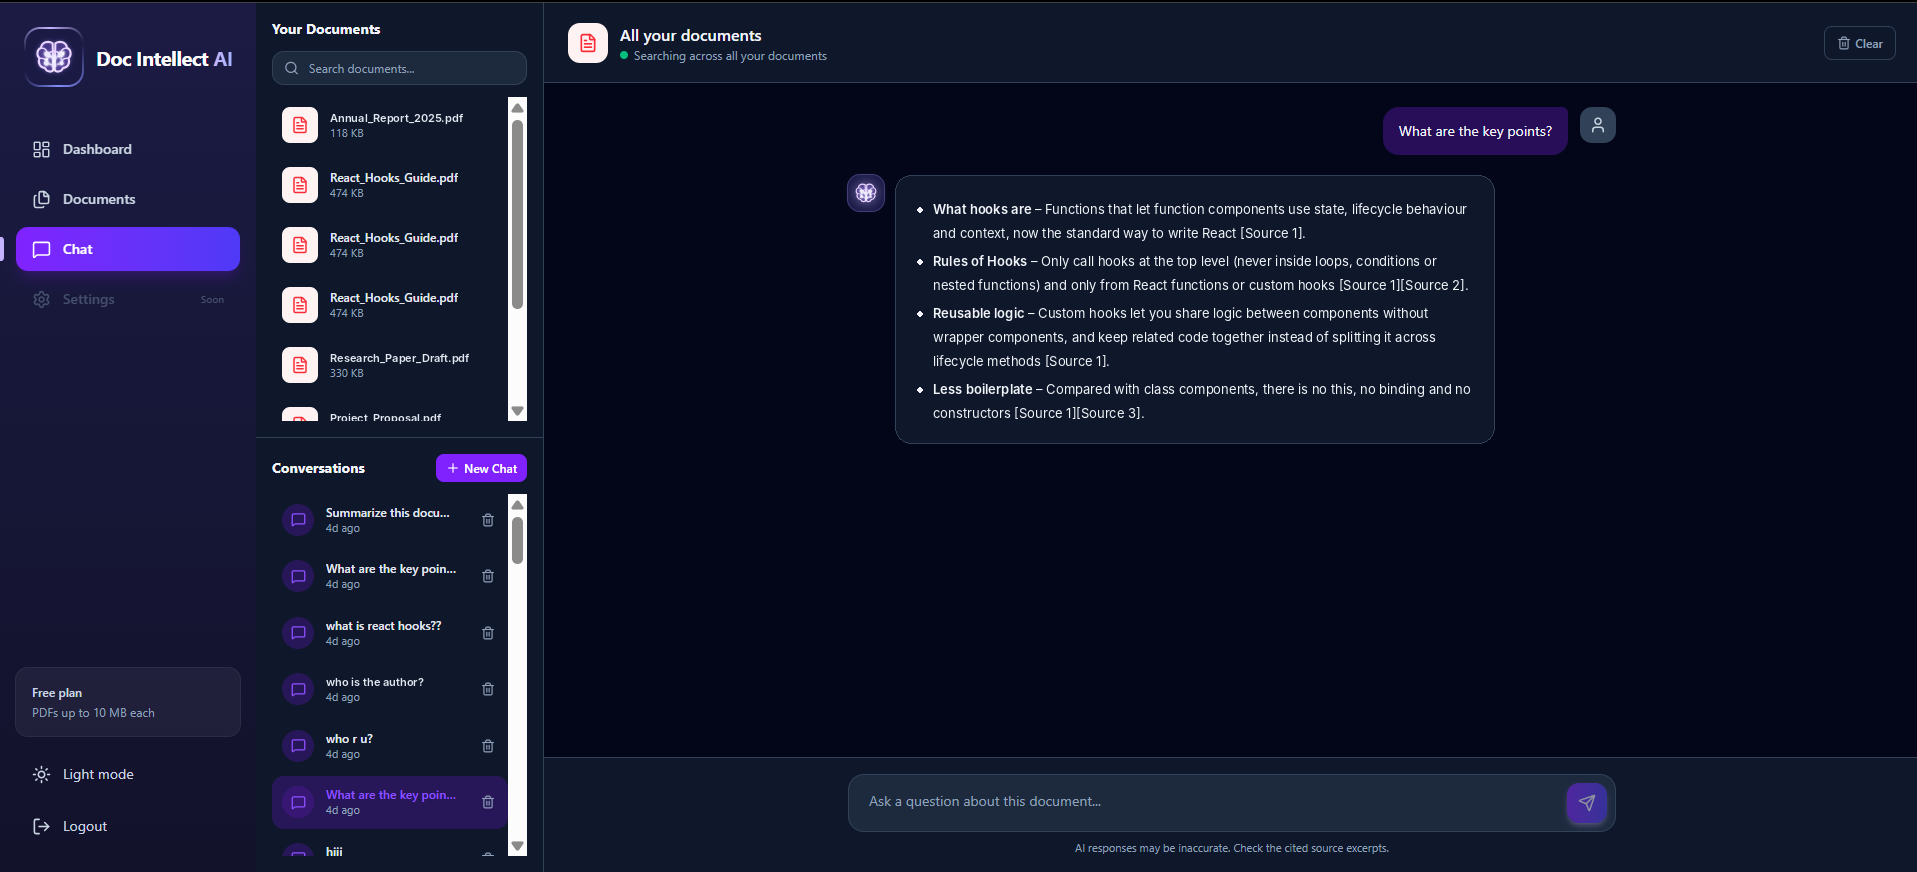 Doc Intellect AI
Dashboard
Documents
Chat
Settings Soon
Free plan
PDFs up to 10 MB each
Light mode
Logout
Your Documents
Search documents...
Annual_Report_2025.pdf
118 KB
React_Hooks_Guide.pdf
474 KB
React_Hooks_Guide.pdf
474 KB
React_Hooks_Guide.pdf
474 KB
Research_Paper_Draft.pdf
330 KB
Project_Proposal.pdf
Conversations
New Chat
Summarize this docu...
4d ago
What are the key poin...
4d ago
what is react hooks??
4d ago
who is the author?
4d ago
who r u?
4d ago
What are the key poin...
4d ago
hiii
All your documents
Searching across all your documents
Clear
What are the key points?
What hooks are – Functions that let function components use state, lifecycle behaviour
and context, now the standard way to write React [Source 1].
Rules of Hooks – Only call hooks at the top level (never inside loops, conditions or
nested functions) and only from React functions or custom hooks [Source 1][Source 2].
Reusable logic – Custom hooks let you share logic between components without
wrapper components, and keep related code together instead of splitting it across
lifecycle methods [Source 1].
Less boilerplate – Compared with class components, there is no this, no binding and no
constructors [Source 1][Source 3].
Ask a question about this document...
AI responses may be inaccurate. Check the cited source excerpts.